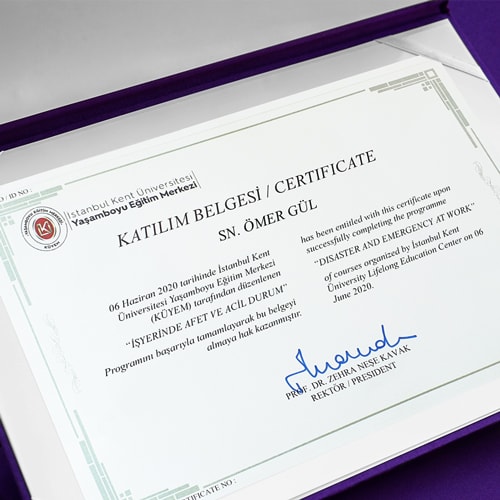 / ID NO :
İstanbul Kent Üniversitesi
Yaşamboyu Eğitim Merkezi
KÜYEM
KATILIM BELGESİ / CERTIFICATE
SN. ÖMER GÜL
06 Haziran 2020 tarihinde İstanbul Kent
Üniversitesi Yaşamboyu Eğitim Merkezi
(KÜYEM) tarafından düzenlenen
“İŞYERİNDE AFET VE ACİL DURUM”
Programını başarıyla tamamlayarak bu belgeyi
almaya hak kazanmıştır.
has been entitled with this certificate upon
successfully completing the programme
“DISASTER AND EMERGENCY AT WORK”
of courses organized by İstanbul Kent
Üniversity Lifelong Education Center on 06
June 2020.
PROF. DR. ZEHRA NEŞE KAVAK
REKTÖR / PRESIDENT
CERTIFICATE NO :